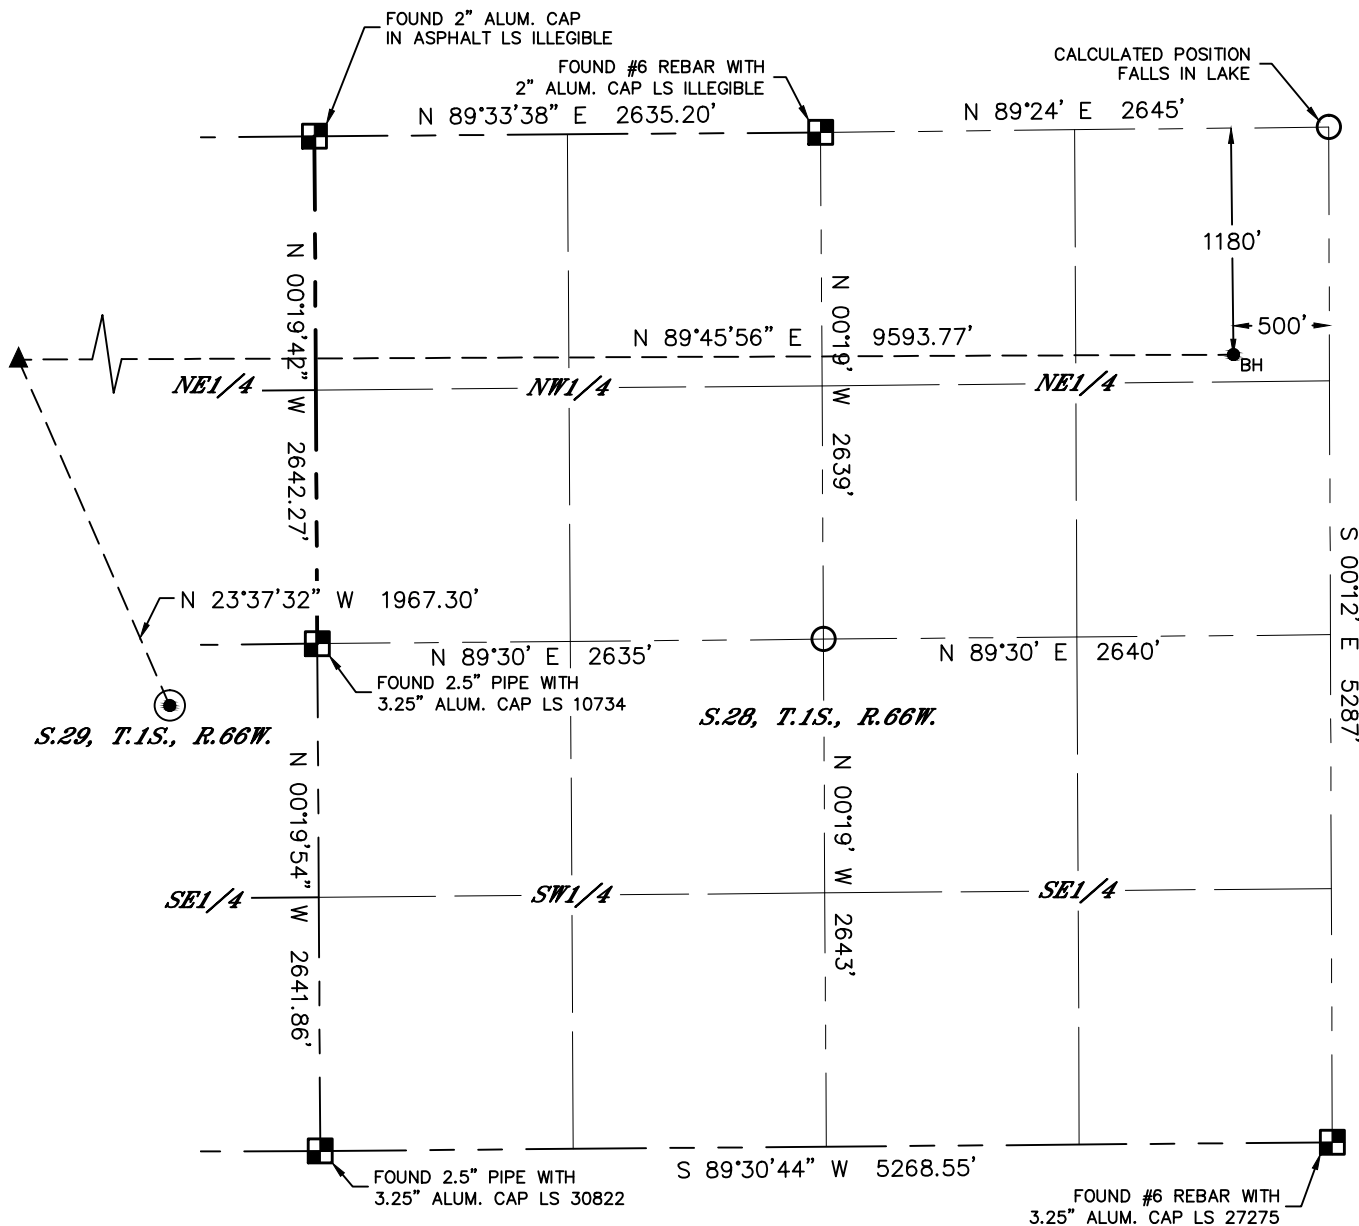 FOUND 2" ALUM. CAP
IN ASPHALT LS ILLEGIBLE
FOUND #6 REBAR WITH
2" ALUM. CAP LS ILLEGIBLE
CALCULATED POSITION
FALLS IN LAKE
N 89°33'38" E 2635.20'
N 89°24' E 2645'
1180'
500'
BH
N 00°19'42" W 2642.27'
N 00°19' W 2639'
N 89°45'56" E 9593.77'
NE1/4
NW1/4
NE1/4
S 00°12' E 5287'
N 23°37'32" W 1967.30'
N 89°30' E 2635'
N 89°30' E 2640'
FOUND 2.5" PIPE WITH
3.25" ALUM. CAP LS 10734
S.29, T.1S., R.66W.
S.28, T.1S., R.66W.
N 00°19'54" W 2641.86'
N 00°19' W 2643'
SE1/4
SW1/4
SE1/4
S 89°30'44" W 5268.55'
FOUND 2.5" PIPE WITH
3.25" ALUM. CAP LS 30822
FOUND #6 REBAR WITH
3.25" ALUM. CAP LS 27275